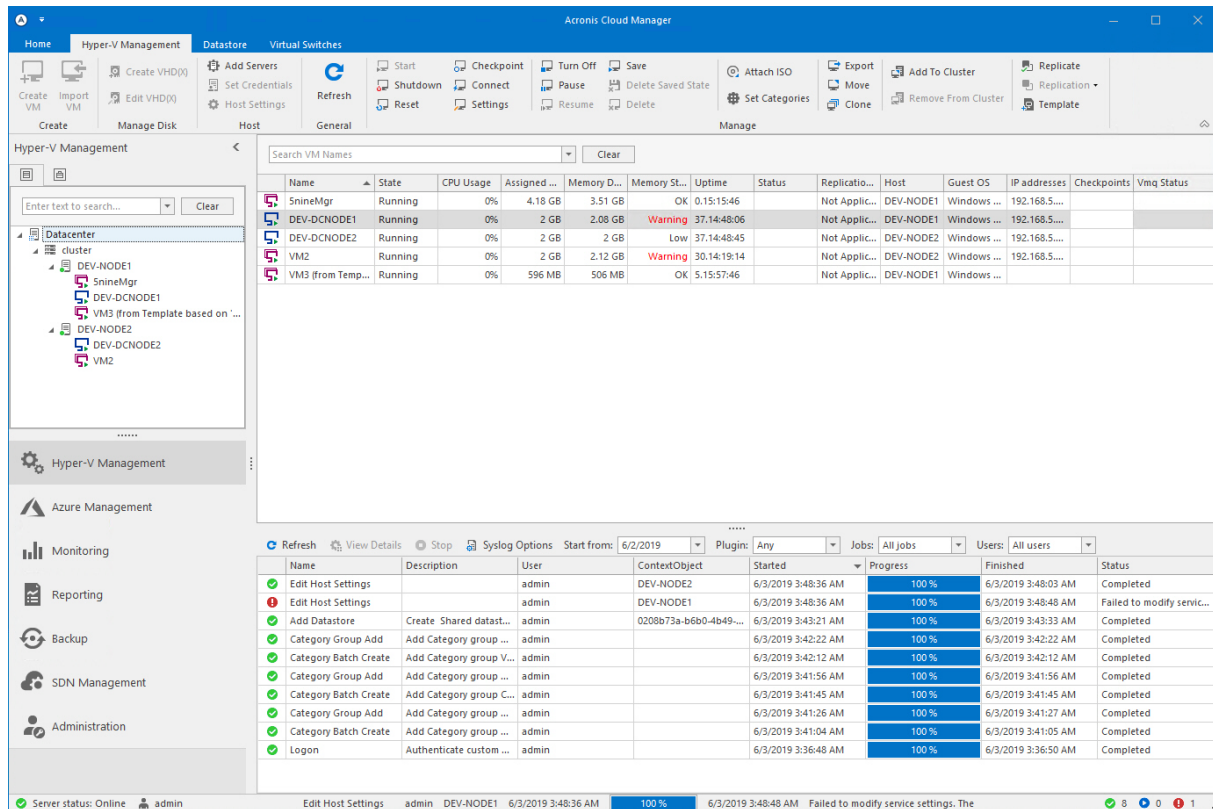 Acronis Cloud Manager
Home Hyper-V Management Datastore Virtual Switches
Create VM
Import VM
Create
Create VHD(X)
Edit VHD(X)
Manage Disk
Add Servers
Set Credentials
Host Settings
Host
Refresh
General
Start
Shutdown
Reset
Checkpoint
Connect
Settings
Turn Off
Pause
Resume
Save
Delete Saved State
Delete
Attach ISO
Set Categories
Export
Move
Clone
Add To Cluster
Remove From Cluster
Replicate
Replication
Template
Manage
Hyper-V Management
Enter text to search... Clear
Datacenter
cluster
DEV-NODE1
5nineMgr
DEV-DCNODE1
VM3 (from Template based on '...
DEV-NODE2
DEV-DCNODE2
VM2
Hyper-V Management
Azure Management
Monitoring
Reporting
Backup
SDN Management
Administration
Search VM Names Clear
Name State CPU Usage Assigned ... Memory D... Memory St... Uptime Status Replicatio... Host Guest OS IP addresses Checkpoints Vmq Status
5nineMgr Running 0% 4.18 GB 3.51 GB OK 0.15:15:46 Not Applic... DEV-NODE1 Windows ... 192.168.5....
DEV-DCNODE1 Running 0% 2 GB 2.08 GB Warning 37.14:48:06 Not Applic... DEV-NODE1 Windows ... 192.168.5....
DEV-DCNODE2 Running 0% 2 GB 2 GB Low 37.14:48:45 Not Applic... DEV-NODE2 Windows ... 192.168.5....
VM2 Running 0% 2 GB 2.12 GB Warning 30.14:19:14 Not Applic... DEV-NODE2 Windows ... 192.168.5....
VM3 (from Temp... Running 0% 596 MB 506 MB OK 5.15:57:46 Not Applic... DEV-NODE1 Windows ...
Refresh View Details Stop Syslog Options Start from: 6/2/2019 Plugin: Any Jobs: All jobs Users: All users
Name Description User ContextObject Started Progress Finished Status
Edit Host Settings admin DEV-NODE2 6/3/2019 3:48:36 AM 100 % 6/3/2019 3:48:03 AM Completed
Edit Host Settings admin DEV-NODE1 6/3/2019 3:48:36 AM 100 % 6/3/2019 3:48:48 AM Failed to modify servic...
Add Datastore Create Shared datast... admin 0208b73a-b6b0-4b49-... 6/3/2019 3:43:21 AM 100 % 6/3/2019 3:43:33 AM Completed
Category Group Add Add Category group ... admin 6/3/2019 3:42:22 AM 100 % 6/3/2019 3:42:22 AM Completed
Category Batch Create Add Category group V... admin 6/3/2019 3:42:12 AM 100 % 6/3/2019 3:42:12 AM Completed
Category Group Add Add Category group ... admin 6/3/2019 3:41:56 AM 100 % 6/3/2019 3:41:56 AM Completed
Category Batch Create Add Category group C... admin 6/3/2019 3:41:45 AM 100 % 6/3/2019 3:41:45 AM Completed
Category Group Add Add Category group ... admin 6/3/2019 3:41:26 AM 100 % 6/3/2019 3:41:27 AM Completed
Category Batch Create Add Category group ... admin 6/3/2019 3:41:04 AM 100 % 6/3/2019 3:41:05 AM Completed
Logon Authenticate custom ... admin 6/3/2019 3:36:48 AM 100 % 6/3/2019 3:36:50 AM Completed
Server status: Online admin Edit Host Settings admin DEV-NODE1 6/3/2019 3:48:36 AM 100 % 6/3/2019 3:48:48 AM Failed to modify service settings. The 8 0 1